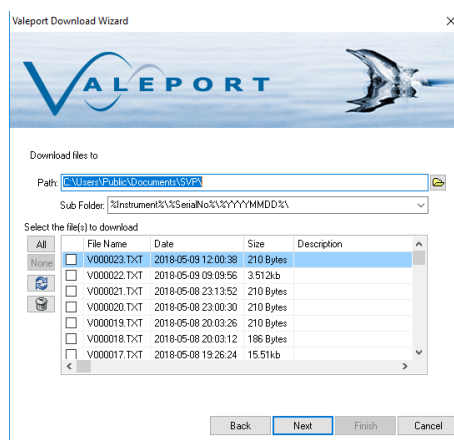 Valeport Download Wizard
VALEPORT
Download files to
Path: C:\Users\Public\Documents\SVP\
Sub Folder: %Instrument%\%SerialNo%\%YYYYMMDD%\
Select the file(s) to download
All File Name Date Size Description
None V000023.TXT 2018-05-09 12:00:38 210 Bytes
V000022.TXT 2018-05-09 09:09:56 3.512kb
V000021.TXT 2018-05-08 23:13:52 210 Bytes
V000020.TXT 2018-05-08 23:00:30 210 Bytes
V000019.TXT 2018-05-08 20:03:26 210 Bytes
V000018.TXT 2018-05-08 20:03:12 186 Bytes
V000017.TXT 2018-05-08 19:26:24 15.51kb
Back Next Finish Cancel